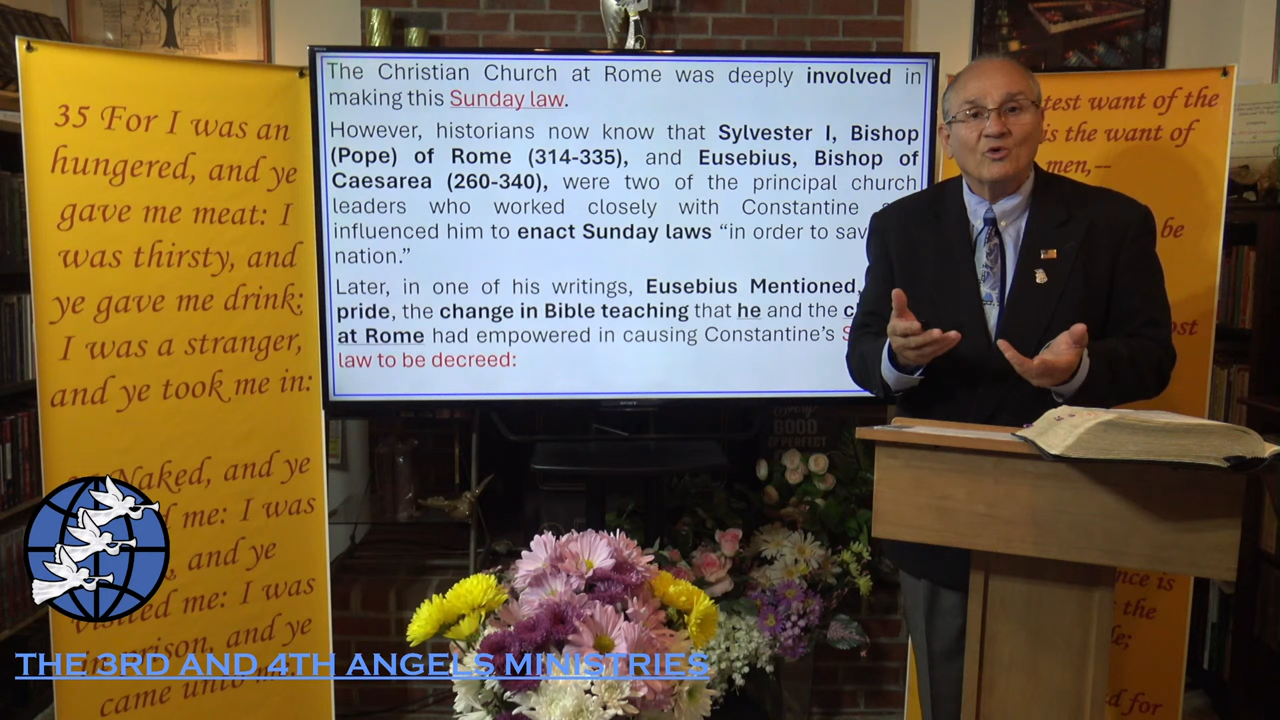 35 For I was an
hungered, and ye
gave me meat: I
was thirsty, and
ye gave me drink:
I was a stranger,
and ye took me in:
Naked, and ye
me: I was
and ye
me: I was
in prison, and ye
came unto
The Christian Church at Rome was deeply involved in
making this Sunday law.
However, historians now know that Sylvester I, Bishop
(Pope) of Rome (314-335), and Eusebius, Bishop of
Caesarea (260-340), were two of the principal church
leaders who worked closely with Constantine
influenced him to enact Sunday laws “in order to
nation.”
Later, in one of his writings, Eusebius Mentioned,
pride, the change in Bible teaching that he and the
at Rome had empowered in causing Constantine’s
law to be decreed:
test want of the
is the want of
men,--
be
the
for
GOOD
PERFECT
THE 3RD AND 4TH ANGELS MINISTRIES